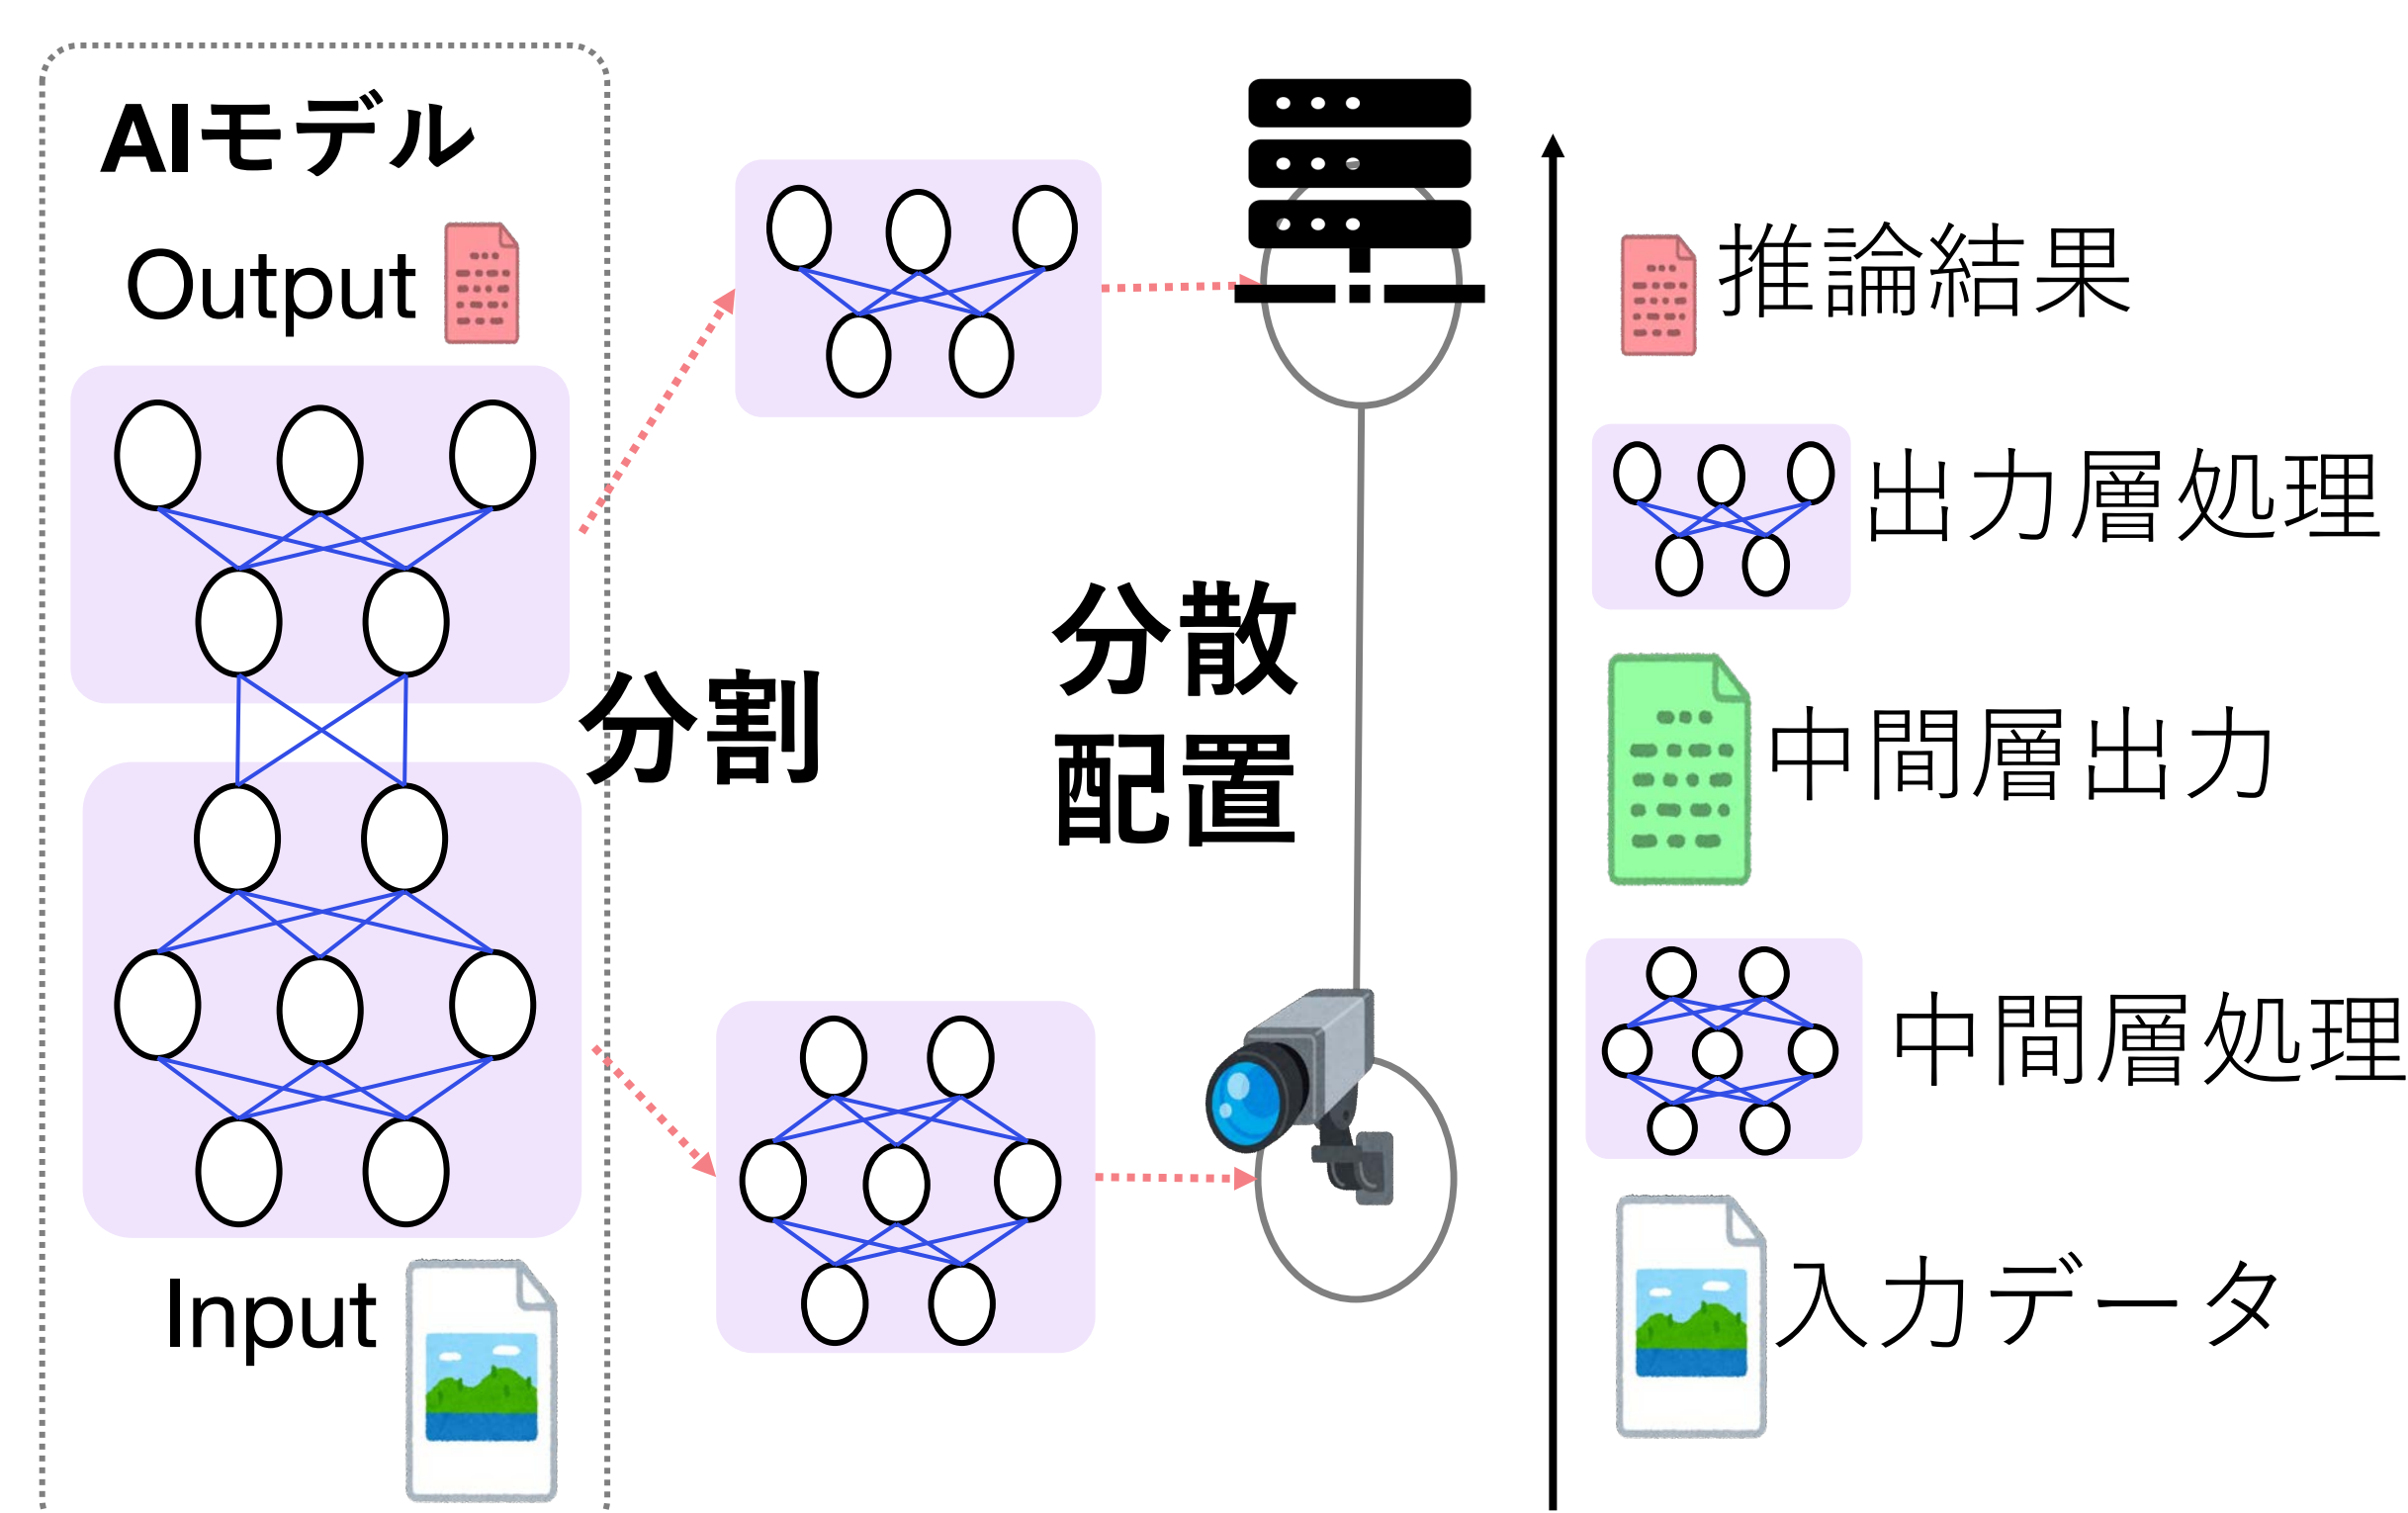 AIモデル
Output
Input
分割
分散
配置
推論結果
出力層処理
中間層出力
中間層処理
入力データ